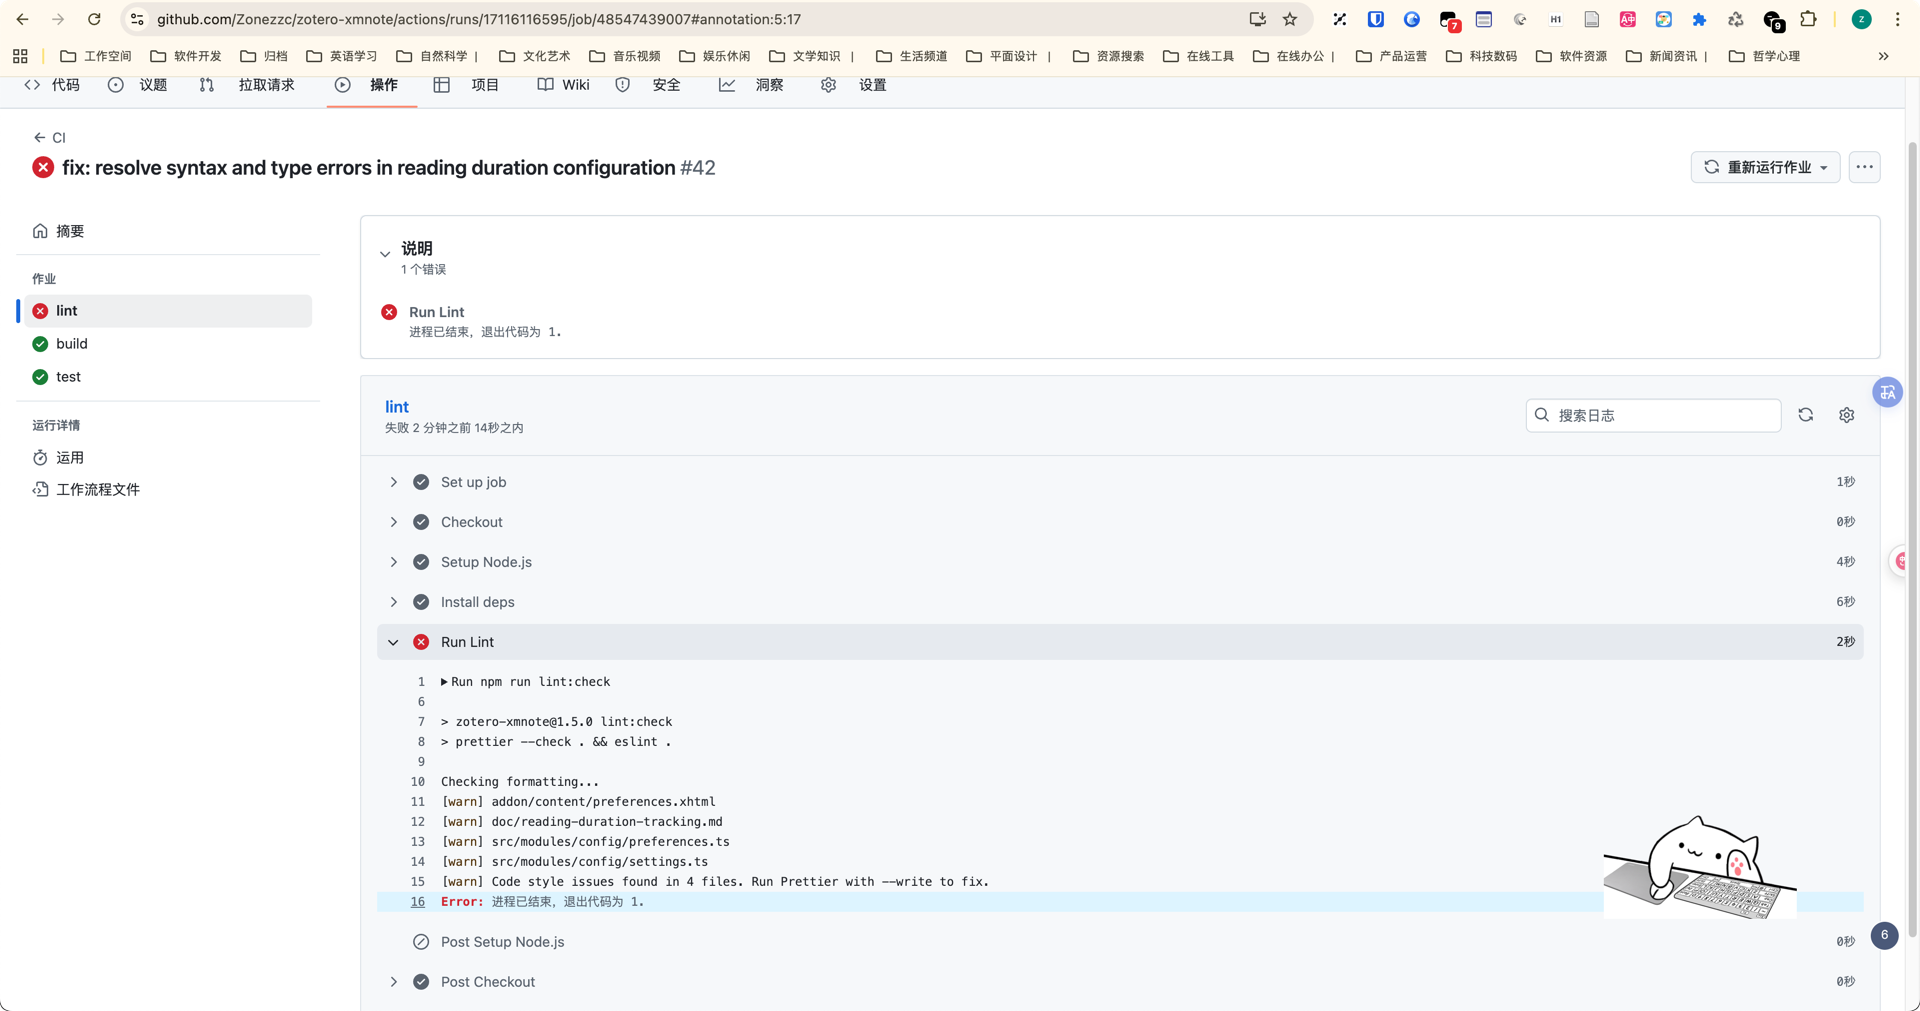 github.com/Zonezzc/zotero-xmnote/actions/runs/17116116595/job/48547439007#annotation:5:17
7
H1
9
Z
工作空间 软件开发 归档 英语学习 自然科学 | 文化艺术 音乐视频 娱乐休闲 文学知识 | 生活频道 平面设计 | 资源搜索 在线工具 在线办公 | 产品运营 科技数码 软件资源 新闻资讯 | 哲学心理
代码 议题 拉取请求 操作 项目 Wiki 安全 洞察 设置
CI
fix: resolve syntax and type errors in reading duration configuration #42
重新运行作业
摘要
作业
lint
build
test
运行详情
运用
工作流程文件
说明
1 个错误
Run Lint
进程已结束，退出代码为 1.
lint
失败 2 分钟之前 14秒之内
搜索日志
Set up job 1秒
Checkout 0秒
Setup Node.js 4秒
Install deps 6秒
Run Lint 2秒
1 Run npm run lint:check
6
7 > zotero-xmnote@1.5.0 lint:check
8 > prettier --check . && eslint .
9
10 Checking formatting...
11 [warn] addon/content/preferences.xhtml
12 [warn] doc/reading-duration-tracking.md
13 [warn] src/modules/config/preferences.ts
14 [warn] src/modules/config/settings.ts
15 [warn] Code style issues found in 4 files. Run Prettier with --write to fix.
16 Error: 进程已结束，退出代码为 1.
Post Setup Node.js 0秒
6
Post Checkout 0秒